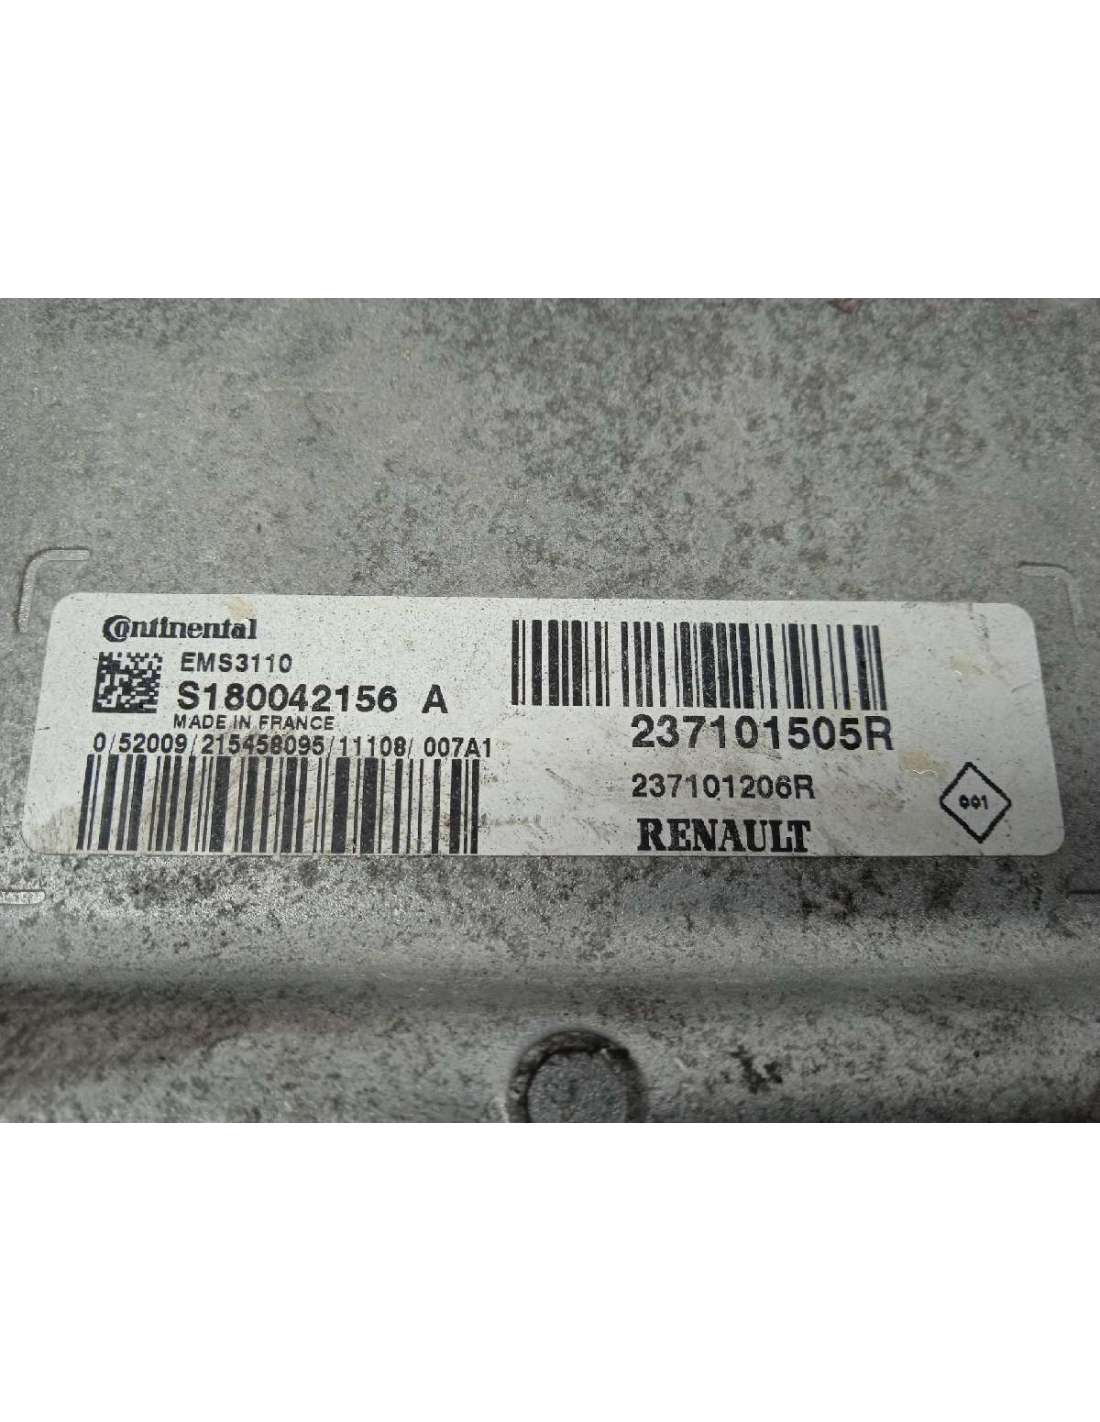 Continental
EMS3110
S180042156 A
MADE IN FRANCE
0/52009/215458095/11108/007A1
237101505R
237101206R
RENAULT
001